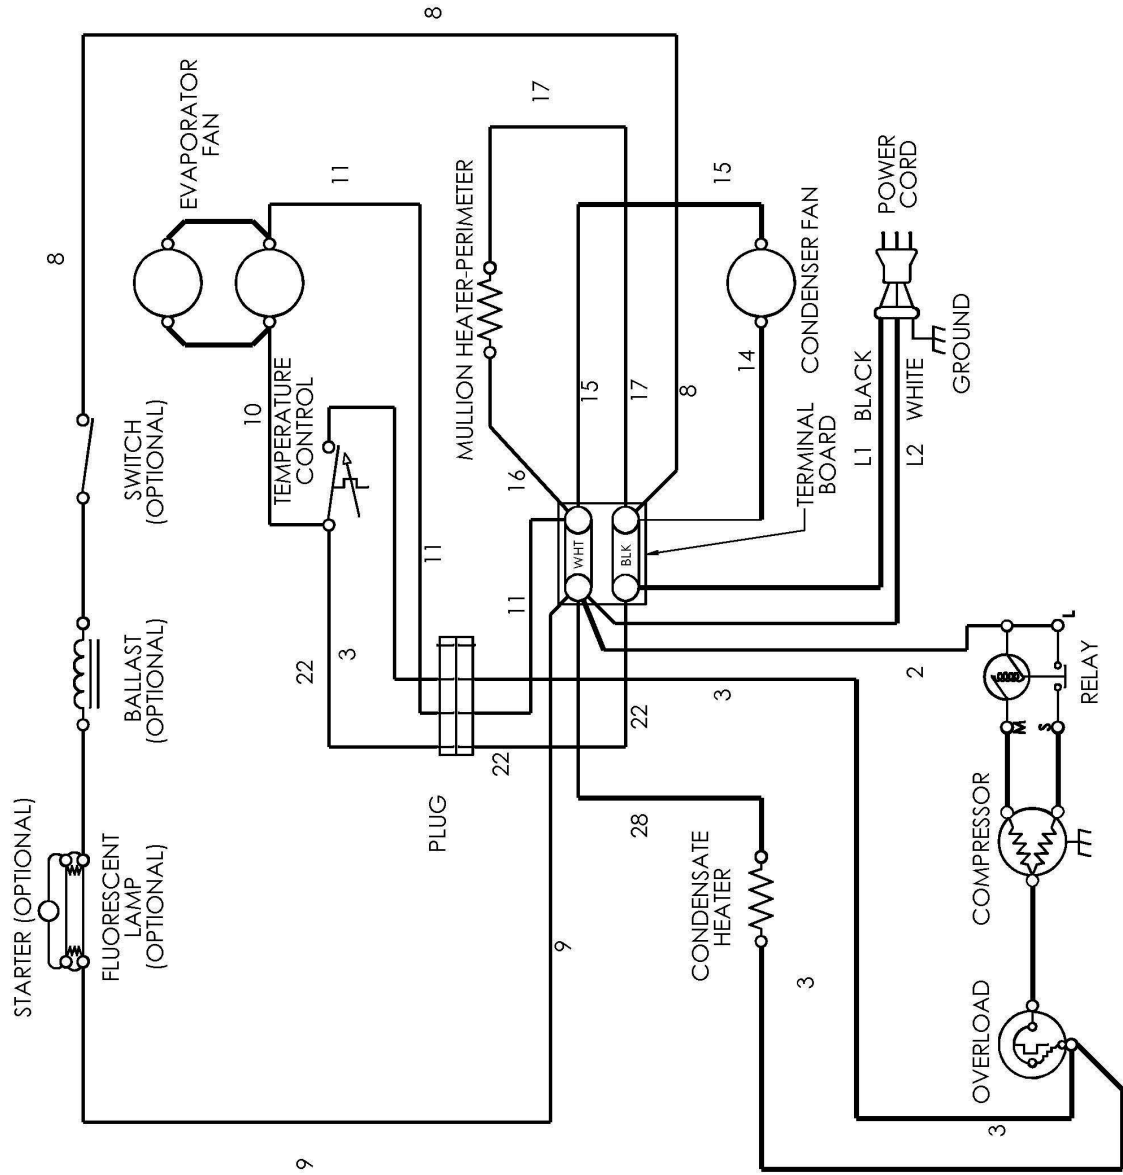 STARTER (OPTIONAL)
8
FLUORESCENT
LAMP
(OPTIONAL)
BALLAST
(OPTIONAL)
SWITCH
(OPTIONAL)
EVAPORATOR
FAN
10
TEMPERATURE
CONTROL
9
22
3
11
PLUG
11
8
MULLION HEATER-PERIMETER
22
11
16
17
9
WHT
15
BLK
28
22
17
8
CONDENSATE
HEATER
3
15
3
TERMINAL
BOARD
CONDENSER FAN
14
L1 BLACK
POWER
CORD
2
L2 WHITE
GROUND
OVERLOAD
COMPRESSOR
3
M
S
L
RELAY